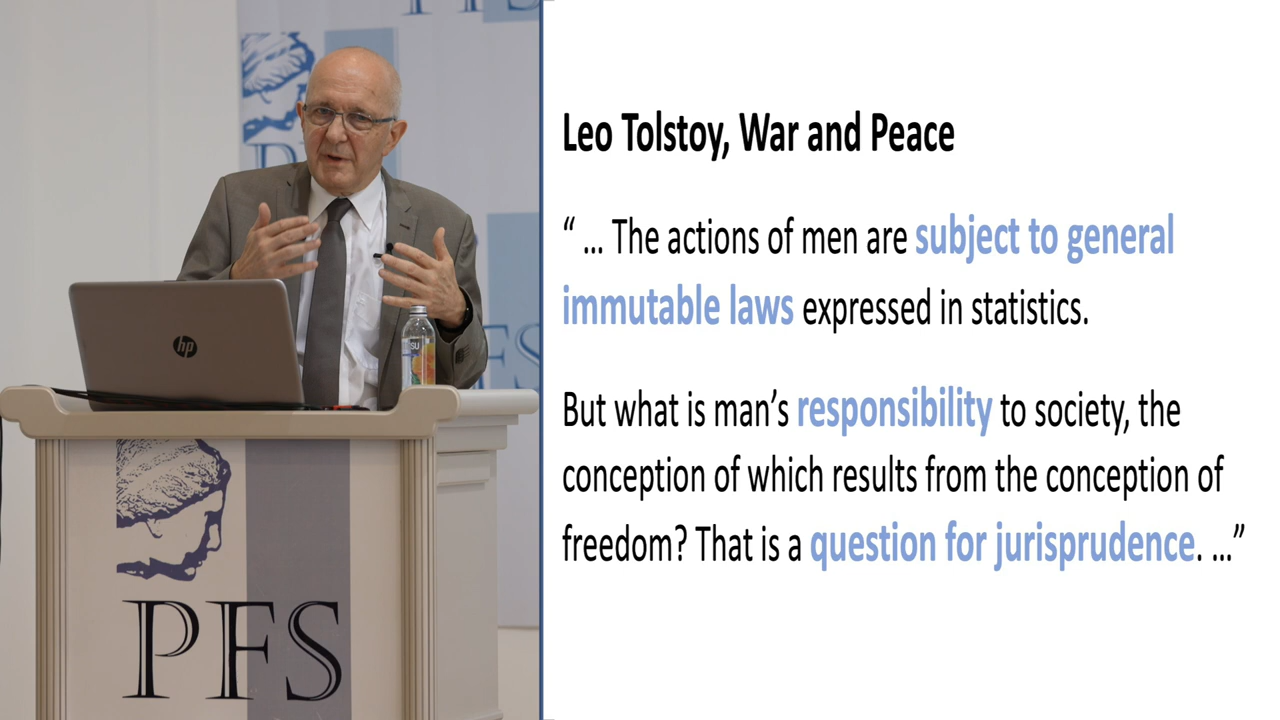 PFS
hp
SU
PFS
Leo Tolstoy, War and Peace
“ ... The actions of men are subject to general
immutable laws expressed in statistics.
But what is man’s responsibility to society, the
conception of which results from the conception of
freedom? That is a question for jurisprudence. ...”